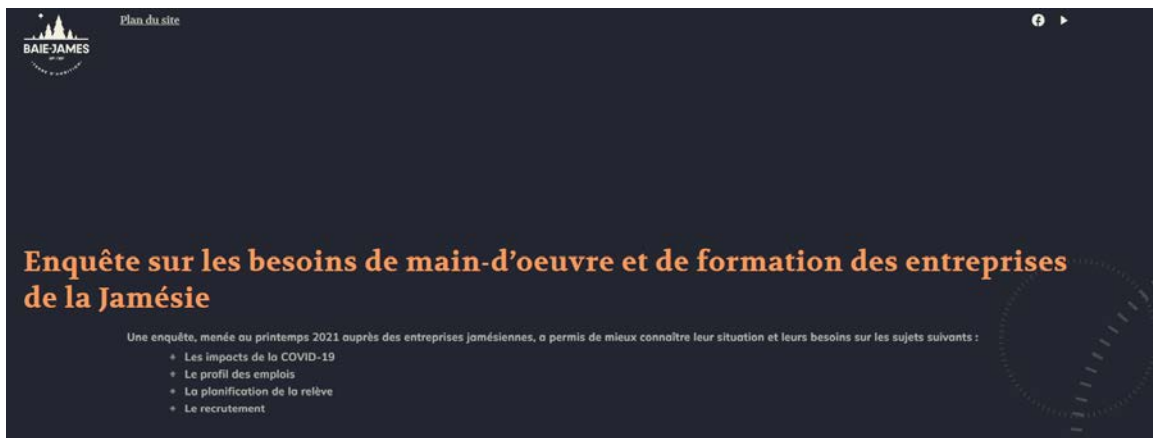 Plan du site
BAIE-JAMES
Enquête sur les besoins de main-d'oeuvre et de formation des entreprises
de la Jamésie
Une enquête, menée au printemps 2021 auprès des entreprises jamésiennes, a permis de mieux connaître leur situation et leurs besoins sur les sujets suivants :
Les impacts de la COVID-19
Le profil des emplois
La planification de la relève
Le recrutement